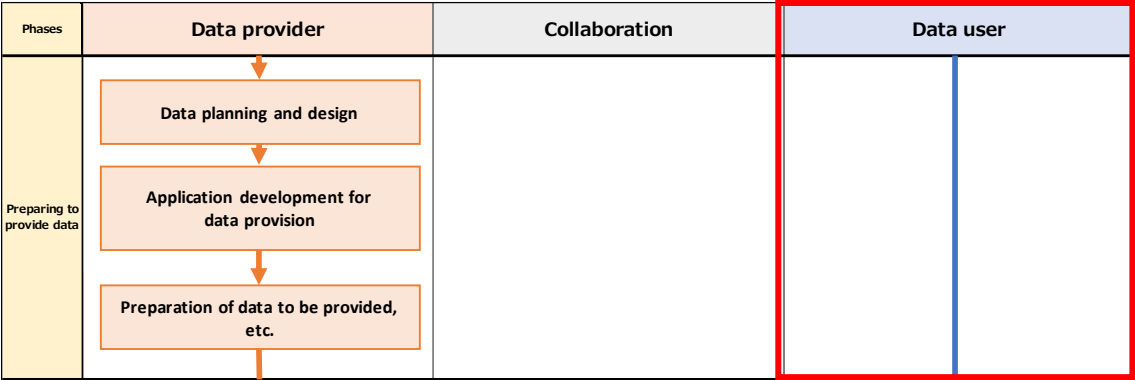 Phases
Data provider
Collaboration
Data user
Preparing to
provide data
Data planning and design
Application development for
data provision
Preparation of data to be provided,
etc.